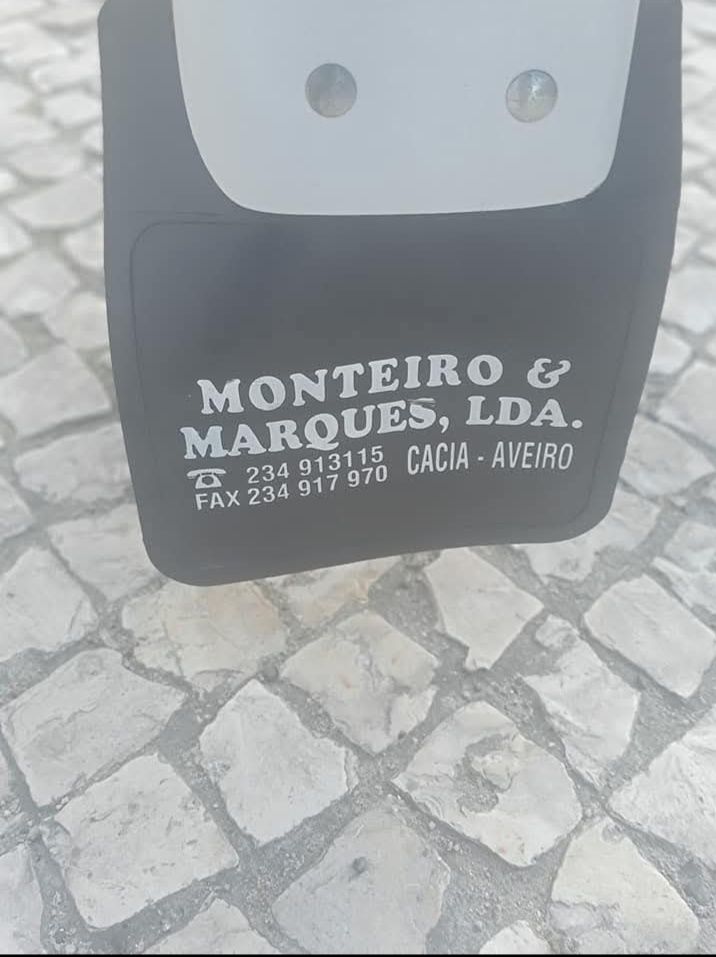 MONTEIRO &
MARQUES, LDA.
☎ 234 913115 CACIA - AVEIRO
FAX 234 917 970